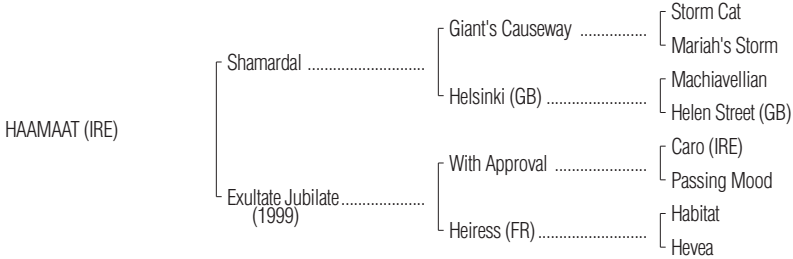 Storm Cat
Giant's Causeway ................
Mariah's Storm
Shamardal ............................
Machiavellian
Helsinki (GB) ........................
Helen Street (GB)
HAAMAAT (IRE)
Caro (IRE)
With Approval ......................
Passing Mood
Exultate Jubilate....................
(1999)
Habitat
Heiress (FR) ..........................
Hevea